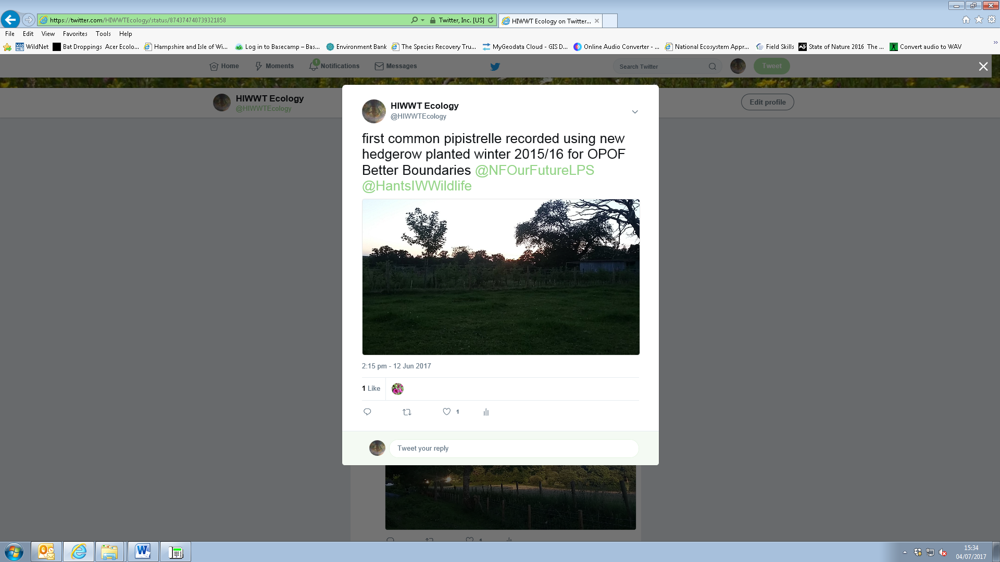 https://twitter.com/HIWWTEcology/status/874374740739321858
Twitter, Inc. [US]
HIWWT Ecology on Twitter...
File Edit View Favorites Tools Help
WildNet
Bat Droppings Acer Ecolo...
Hampshire and Isle of Wi...
Log in to Basecamp – Bas...
Environment Bank
The Species Recovery Tru...
MyGeodata Cloud - GIS D...
Online Audio Converter - ...
National Ecosystem Appr...
Field Skills
State of Nature 2016 The ...
Convert audio to WAV
Home
Moments
1
Notifications
Messages
Search Twitter
Tweet
HIWWT Ecology
@HIWWTEcology
Edit profile
HIWWT Ecology
@HIWWTEcology
first common pipistrelle recorded using new
hedgerow planted winter 2015/16 for OPOF
Better Boundaries @NFOurFutureLPS
@HantsIWWildlife
2:15 pm - 12 Jun 2017
1 Like
1
Tweet your reply
1
15:34
04/07/2017